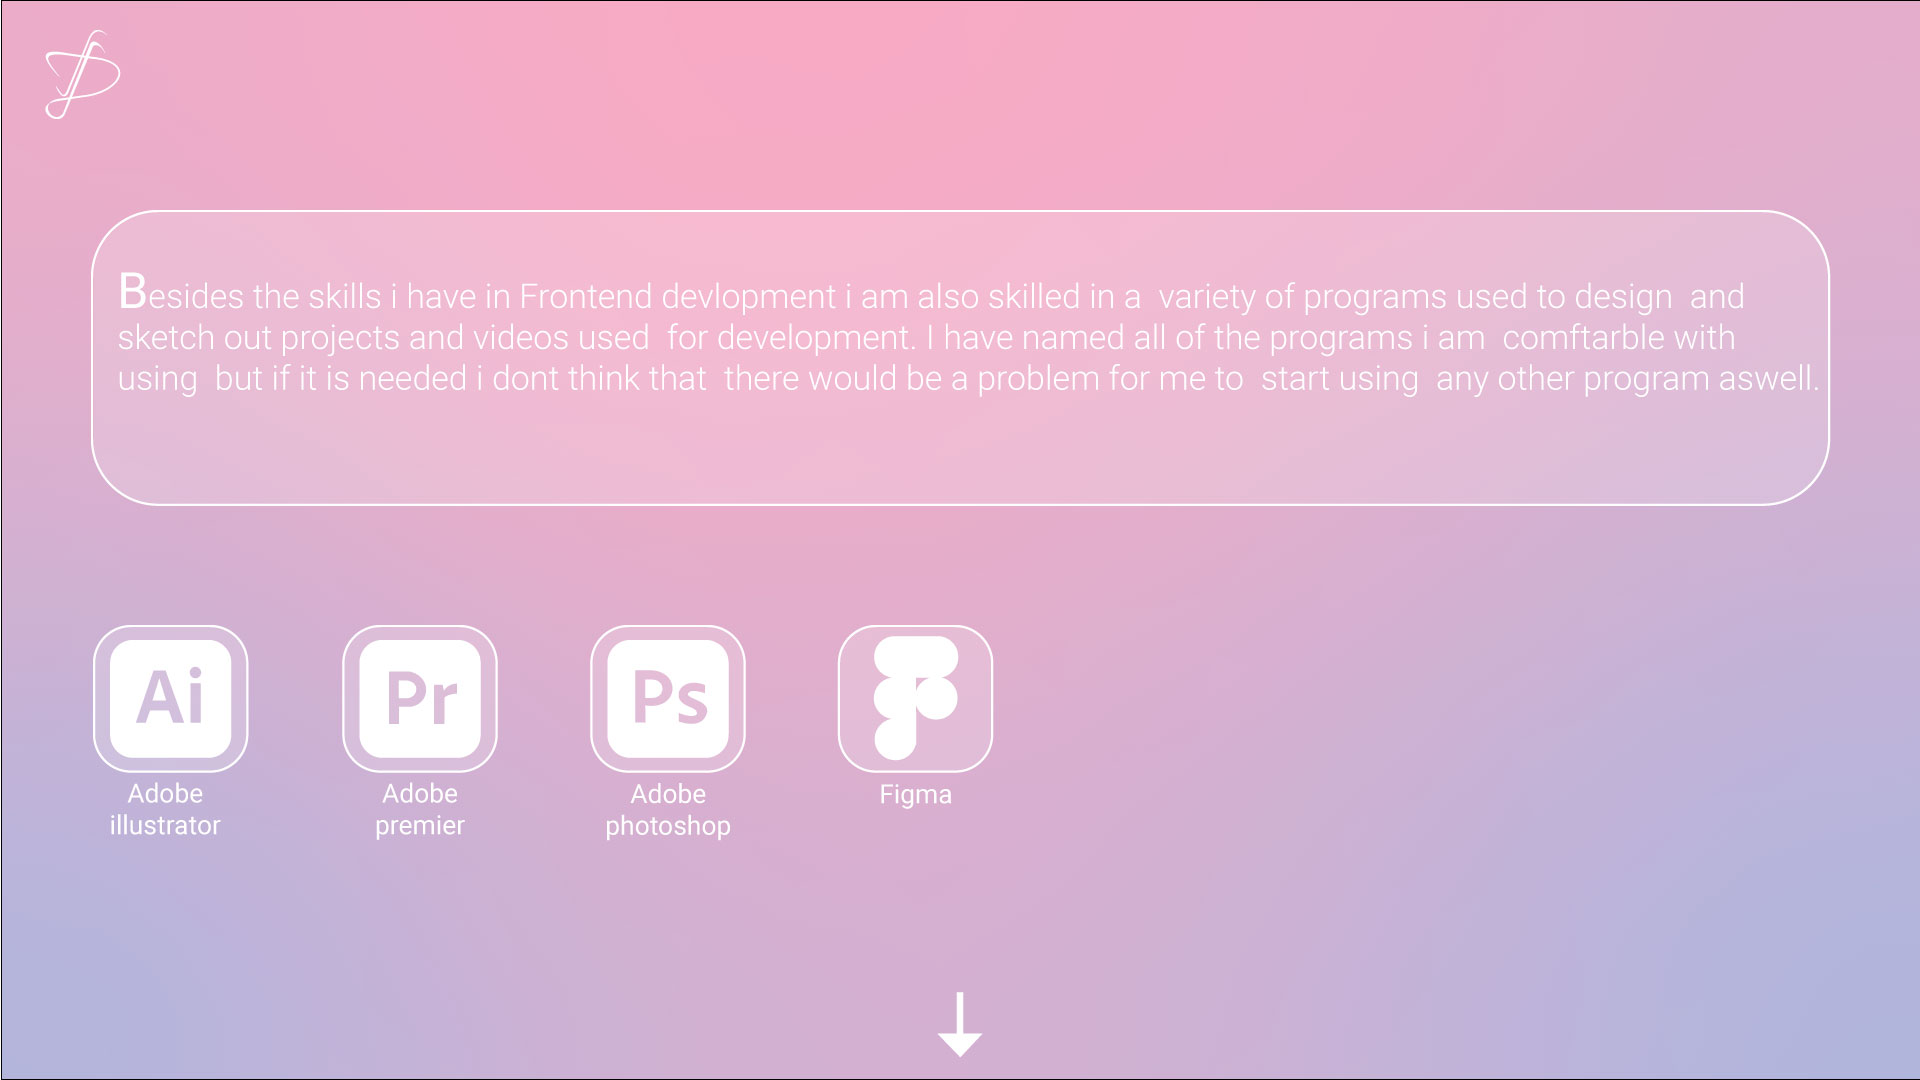 Besides the skills i have in Frontend devlopment i am also skilled in a  variety of programs used to design  and
sketch out projects and videos used  for development. I have named all of the programs i am  comftarble with
using  but if it is needed i dont think that  there would be a problem for me to  start using  any other program aswell.
Ai
Pr
Ps
Adobe
illustrator
Adobe
premier
Adobe
photoshop
Figma